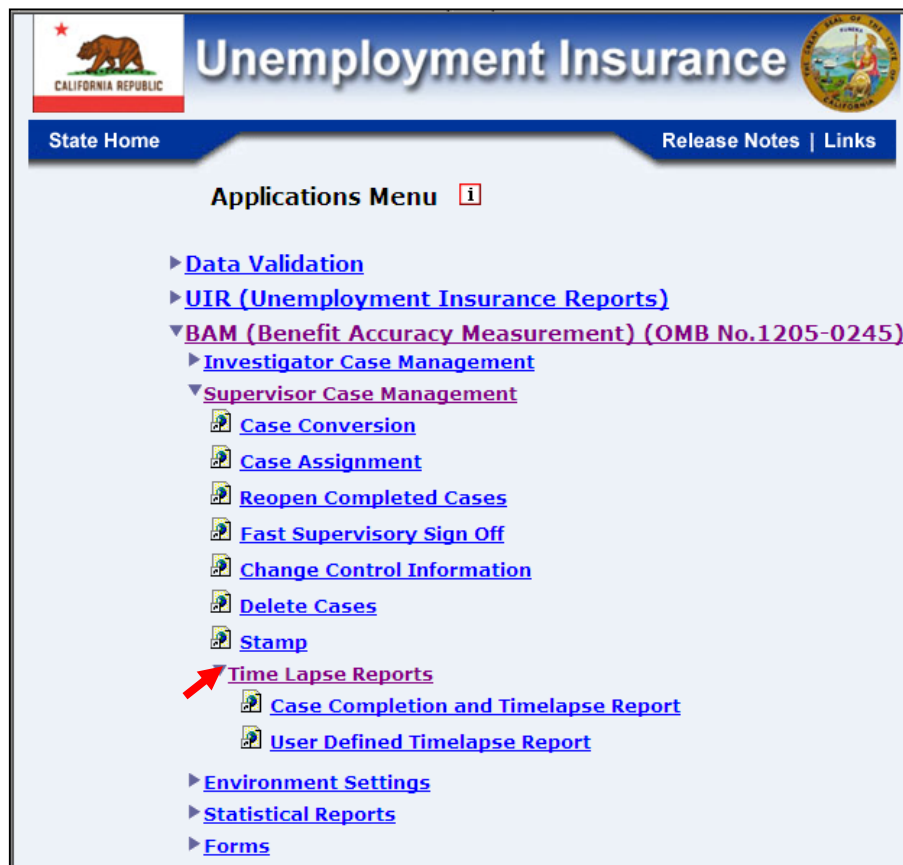 CALIFORNIA REPUBLIC
Unemployment Insurance
State Home
Release Notes | Links
Applications Menu i
Data Validation
UIR (Unemployment Insurance Reports)
BAM (Benefit Accuracy Measurement) (OMB No.1205-0245)
Investigator Case Management
Supervisor Case Management
Case Conversion
Case Assignment
Reopen Completed Cases
Fast Supervisory Sign Off
Change Control Information
Delete Cases
Stamp
Time Lapse Reports
Case Completion and Timelapse Report
User Defined Timelapse Report
Environment Settings
Statistical Reports
Forms